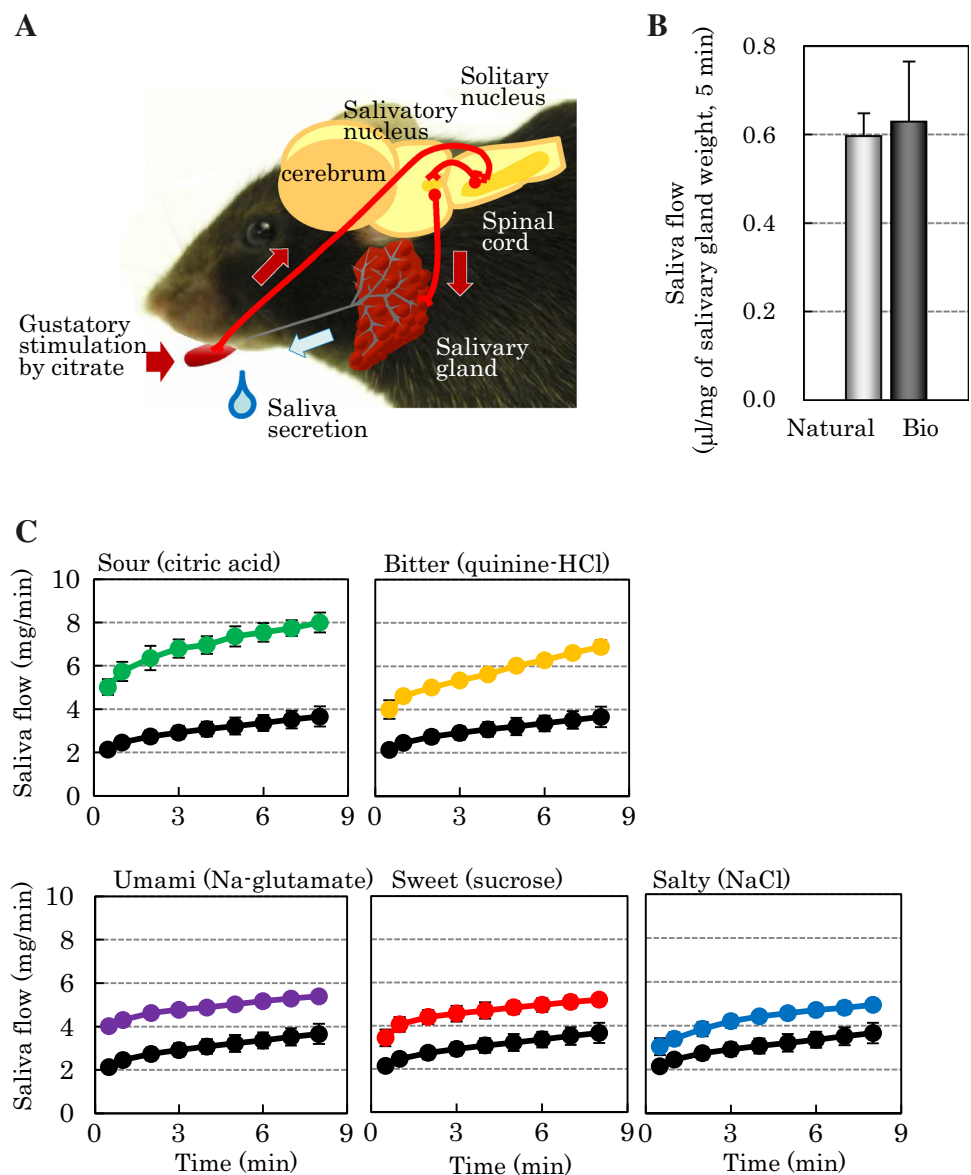 A
Solitary
nucleus
Salivatory
nucleus
cerebrum
Spinal
cord
Gustatory
stimulation
by citrate
Salivary
gland
Saliva
secretion
B
Saliva flow
(μl/mg of salivary gland weight, 5 min)
0.8
0.6
0.4
0.2
0.0
Natural Bio
C
Sour (citric acid)
Saliva flow (mg/min)
10
8
6
4
2
0
0 3 6 9
Bitter (quinine-HCl)
0 3 6 9
Umami (Na-glutamate)
Saliva flow (mg/min)
10
8
6
4
2
0
0 3 6 9
Time (min)
Sweet (sucrose)
0 3 6 9
Time (min)
Salty (NaCl)
0 3 6 9
Time (min)